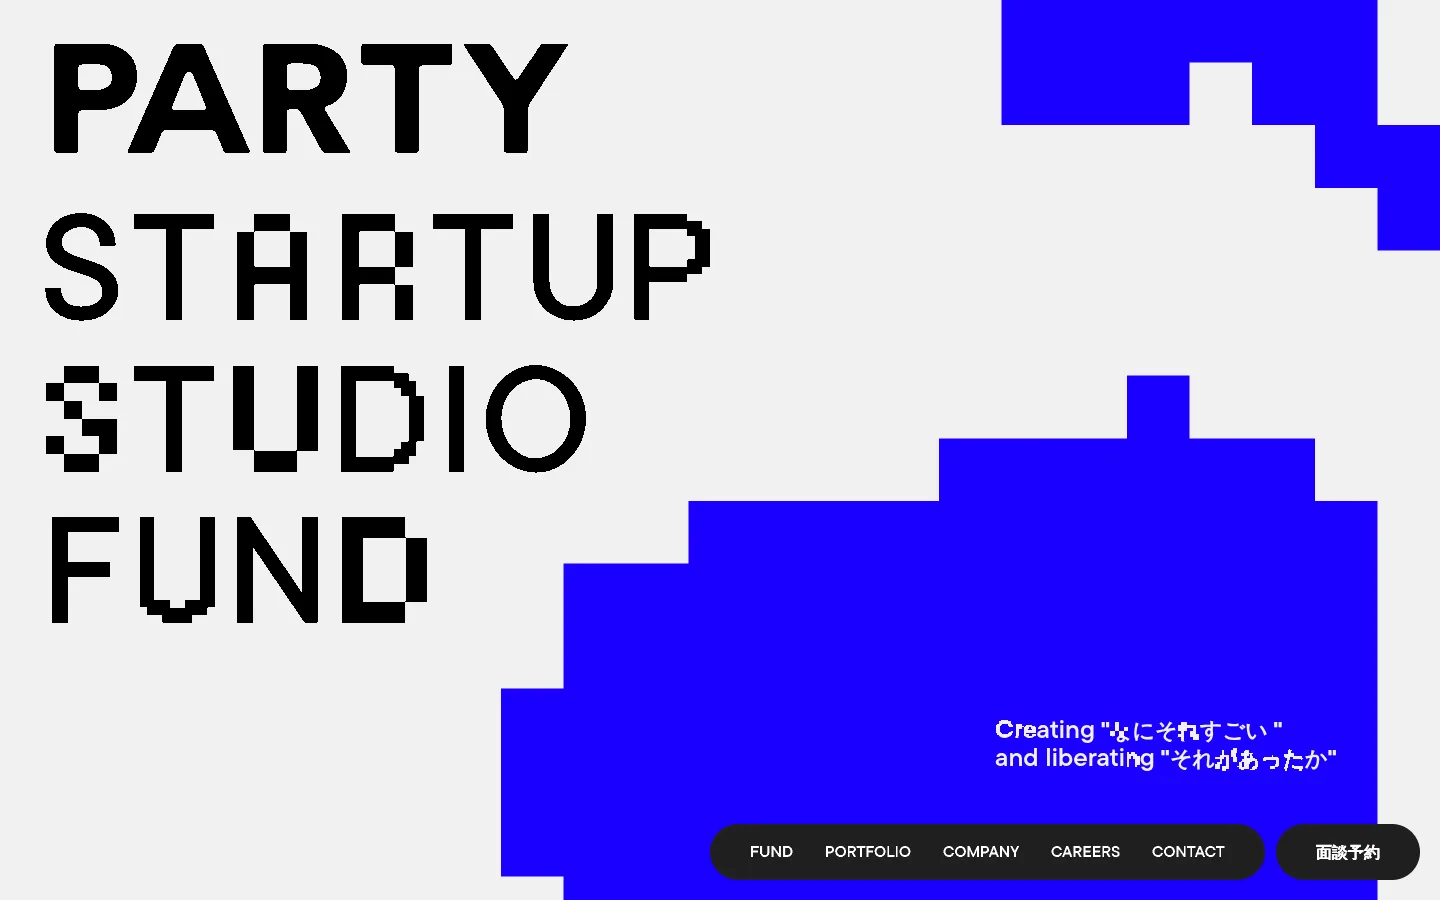 PARTY
STARTUP
STUDIO
FUND
Creating "なにそれすごい"
and liberating "それがあったか"
FUND PORTFOLIO COMPANY CAREERS CONTACT 面談予約